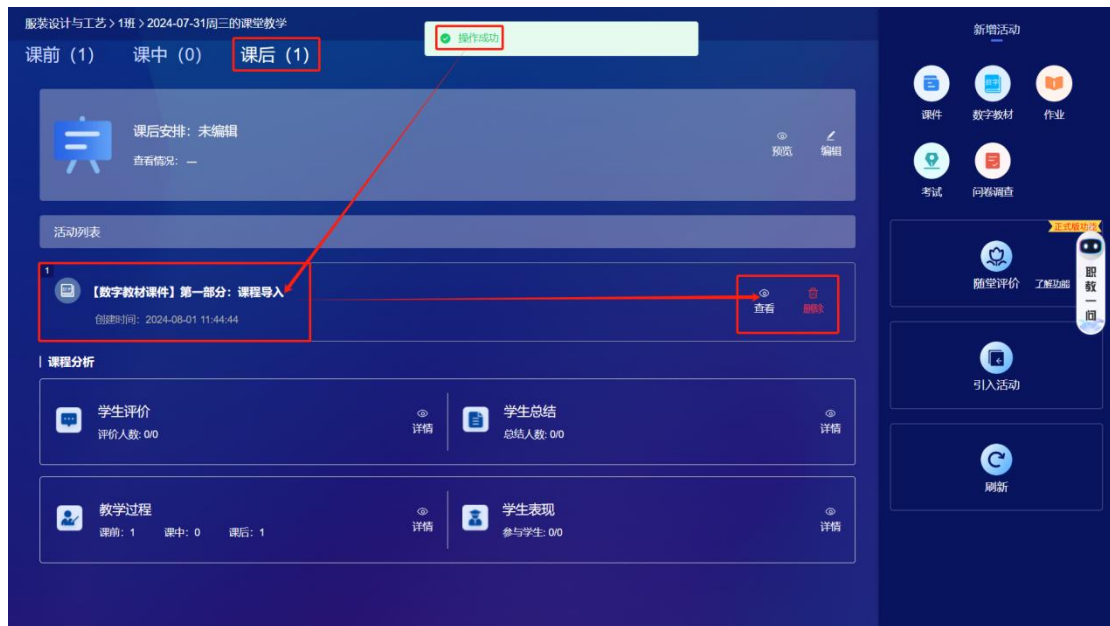 服装设计与工艺 > 1班 > 2024-07-31周三的课堂教学
操作成功
课前（1） 课中（0） 课后（1）
课后安排：未编辑
查看情况：—
预览 编辑
活动列表
1
【数字教材课件】第一部分：课程导入
创建时间：2024-08-01 11:44:44
查看 删除
课程分析
学生评价
评价人数: 0/0
详情
学生总结
总结人数: 0/0
详情
教学过程
课前：1 课中：0 课后：1
详情
学生表现
参与学生: 0/0
详情
新增活动
课件 数字教材 作业
考试 问卷调查
正式版功能
随堂评价 了解功能
职教一问
引入活动
刷新